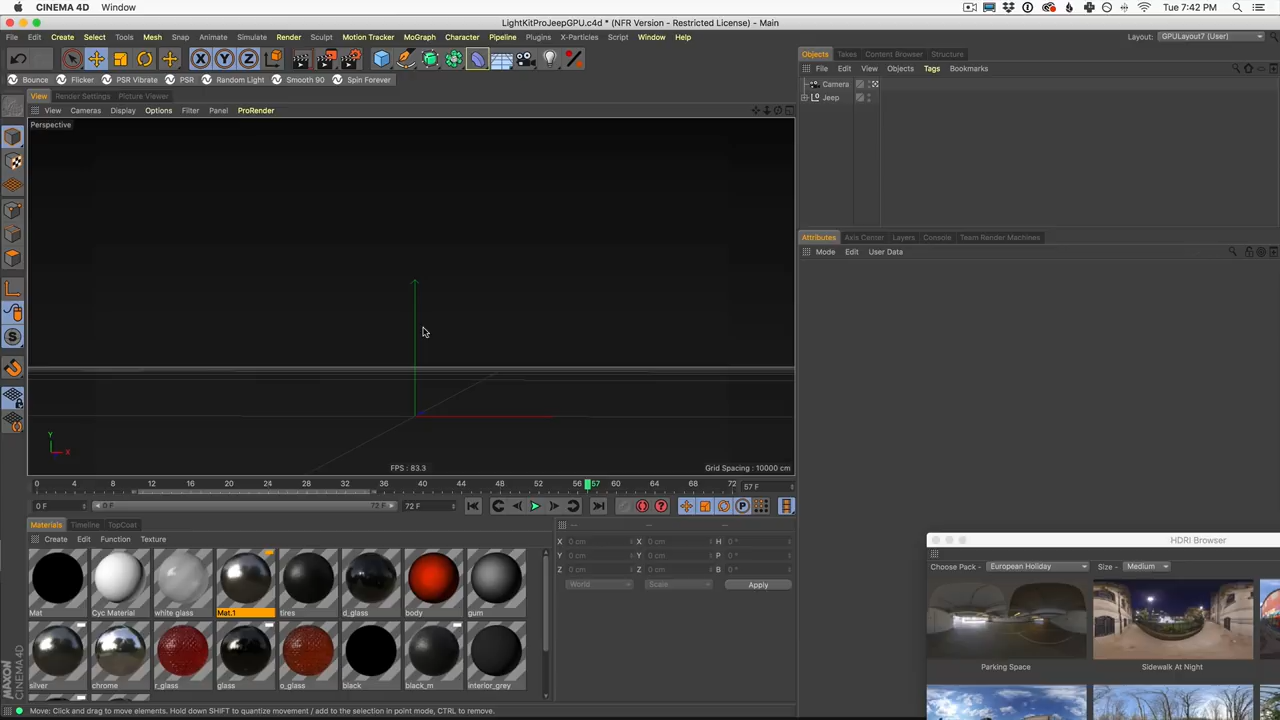 CINEMA 4D Window Tue 7:42 PM
LightKitProJeepGPU.c4d * (NFR Version - Restricted License) - Main
File Edit Create Select Tools Mesh Snap Animate Simulate Render Sculpt Motion Tracker MoGraph Character Pipeline Plugins X-Particles Script Window Help Layout: GPULayout7 (User)
Bounce Flicker PSR Vibrate PSR Random Light Smooth 90 Spin Forever
View Render Settings Picture Viewer
View Cameras Display Options Filter Panel ProRender
Perspective
Y
X
FPS : 83.3 Grid Spacing : 10000 cm
0 4 8 12 16 20 24 28 32 36 40 44 48 52 56 57 60 64 68 72 57 F
0 F 0 F 72 F 72 F
Materials Timeline TopCoat
Create Edit Function Texture
Mat Cyc Material white glass Mat.1 tires d_glass body gum
silver chrome r_glass glass o_glass black black_m interior_grey
X 0 cm X 0 cm H 0 °
Y 0 cm Y 0 cm P 0 °
Z 0 cm Z 0 cm B 0 °
World Scale Apply
MAXON
CINEMA 4D
Move: Click and drag to move elements. Hold down SHIFT to quantize movement / add to the selection in point mode, CTRL to remove.
Objects Takes Content Browser Structure
File Edit View Objects Tags Bookmarks
Camera
Jeep
Attributes Axis Center Layers Console Team Render Machines
Mode Edit User Data
HDRI Browser
Choose Pack - European Holiday Size - Medium
Parking Space Sidewalk At Night